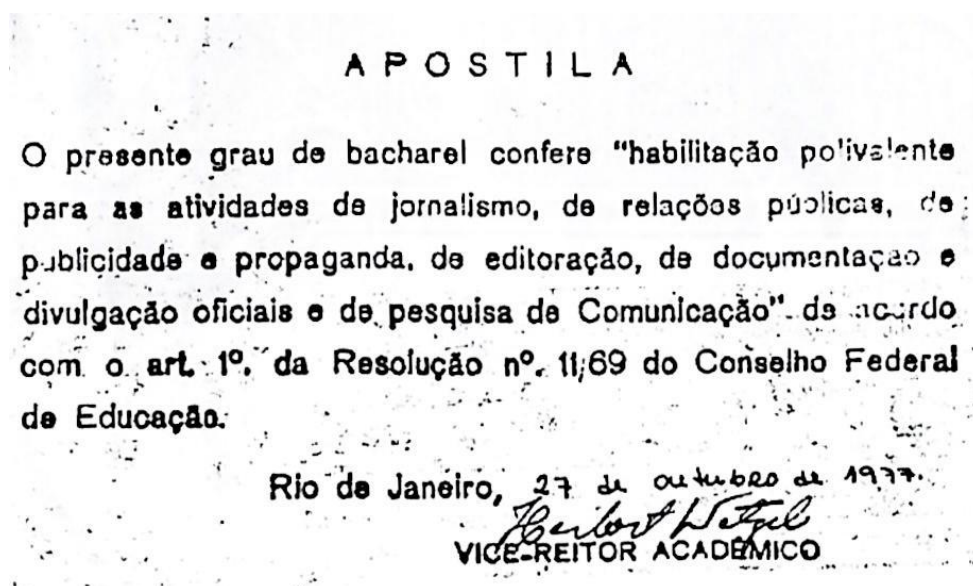 A P O S T I L A
O presente grau de bacharel confere "habilitação polivalente
para as atividades de jornalismo, de relações públicas, de
publicidade e propaganda, de editoração, de documentação e
divulgação oficiais e de pesquisa de Comunicação" de acordo
com o art. 1º. da Resolução nº. 11/69 do Conselho Federal
de Educação.
Rio de Janeiro, 27 de outubro de 1977.
Herbert Wetzel
VICE-REITOR ACADÊMICO